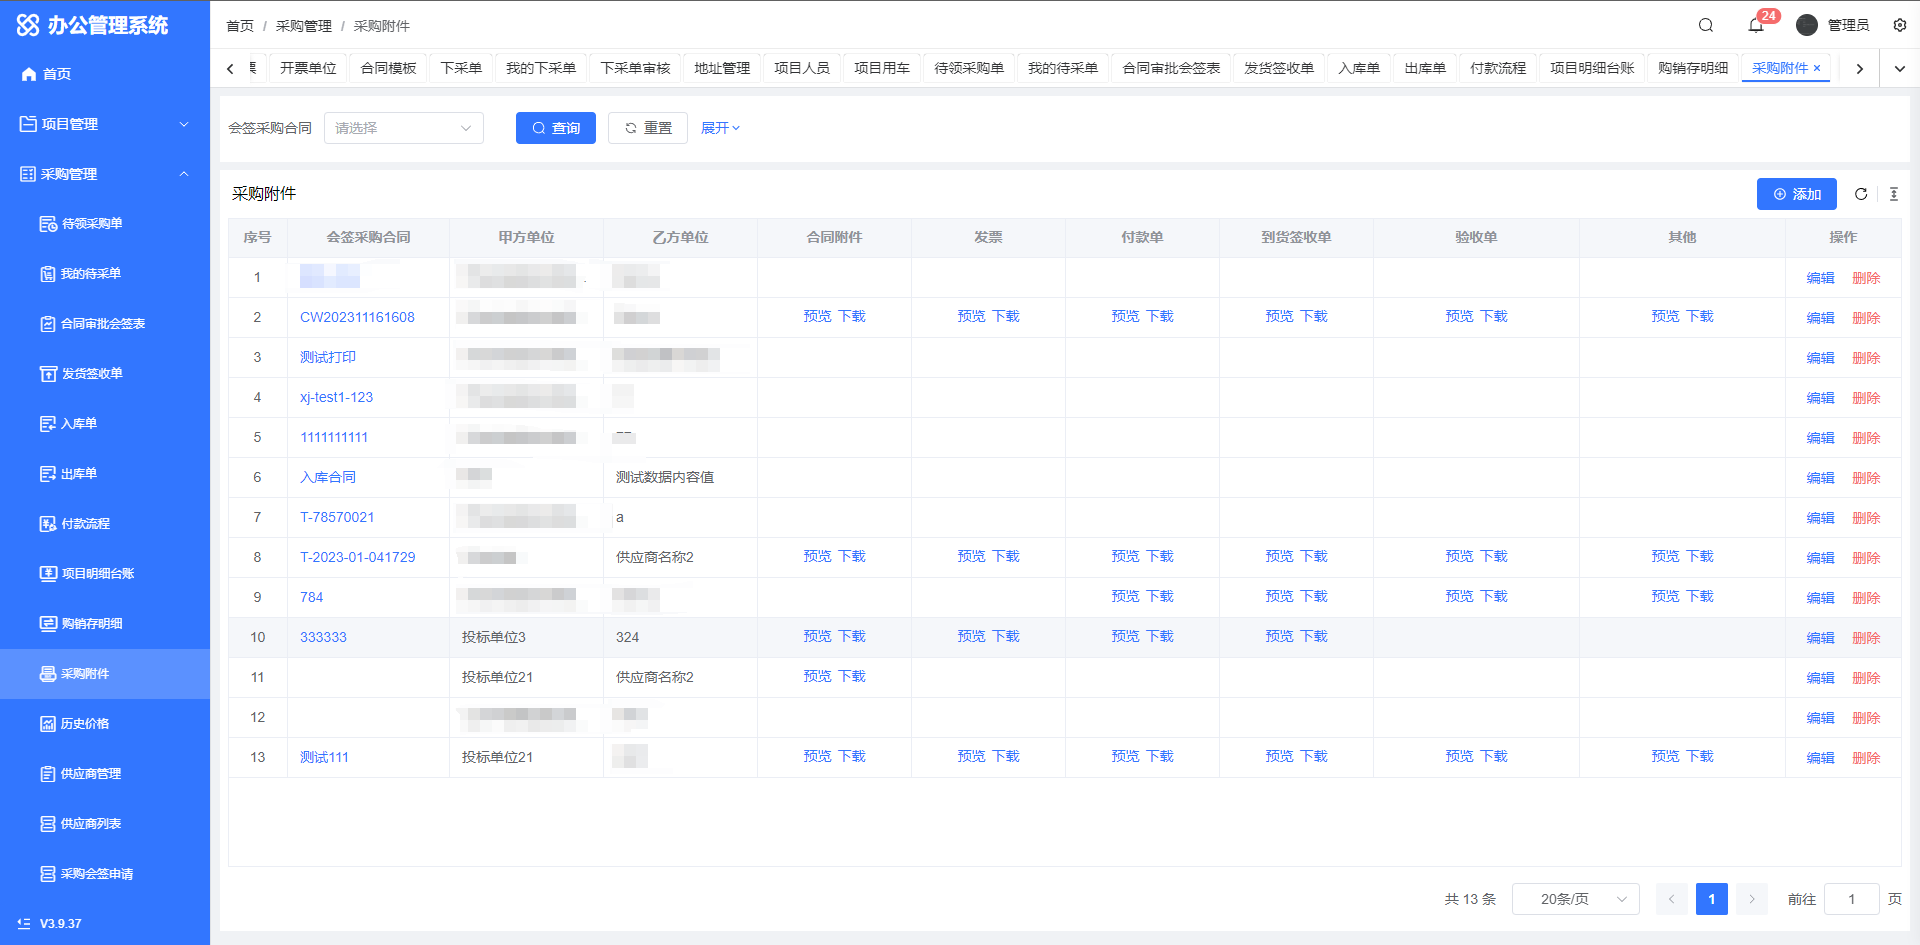 办公管理系统
首页 / 采购管理 / 采购附件
24
管理员
开票单位 合同模板 下采单 我的下采单 下采单审核 地址管理 项目人员 项目用车 待领采购单 我的待采单 合同审批会签表 发货签收单 入库单 出库单 付款流程 项目明细台账 购销存明细 采购附件 ×
首页
项目管理
采购管理
待领采购单
我的待采单
合同审批会签表
发货签收单
入库单
出库单
付款流程
项目明细台账
购销存明细
采购附件
历史价格
供应商管理
供应商列表
采购会签申请
V3.9.37
会签采购合同 请选择 查询 重置 展开
采购附件 添加
序号 会签采购合同 甲方单位 乙方单位 合同附件 发票 付款单 到货签收单 验收单 其他 操作
1 编辑 删除
2 CW202311161608 预览 下载 预览 下载 预览 下载 预览 下载 预览 下载 预览 下载 编辑 删除
3 测试打印 编辑 删除
4 xj-test1-123 编辑 删除
5 1111111111 编辑 删除
6 入库合同 测试数据内容值 编辑 删除
7 T-78570021 a 编辑 删除
8 T-2023-01-041729 供应商名称2 预览 下载 预览 下载 预览 下载 预览 下载 预览 下载 预览 下载 编辑 删除
9 784 预览 下载 预览 下载 预览 下载 预览 下载 编辑 删除
10 333333 投标单位3 324 预览 下载 预览 下载 预览 下载 预览 下载 编辑 删除
11 投标单位21 供应商名称2 预览 下载 编辑 删除
12 编辑 删除
13 测试111 投标单位21 预览 下载 预览 下载 预览 下载 预览 下载 预览 下载 预览 下载 编辑 删除
共 13 条 20条/页 1 前往 1 页